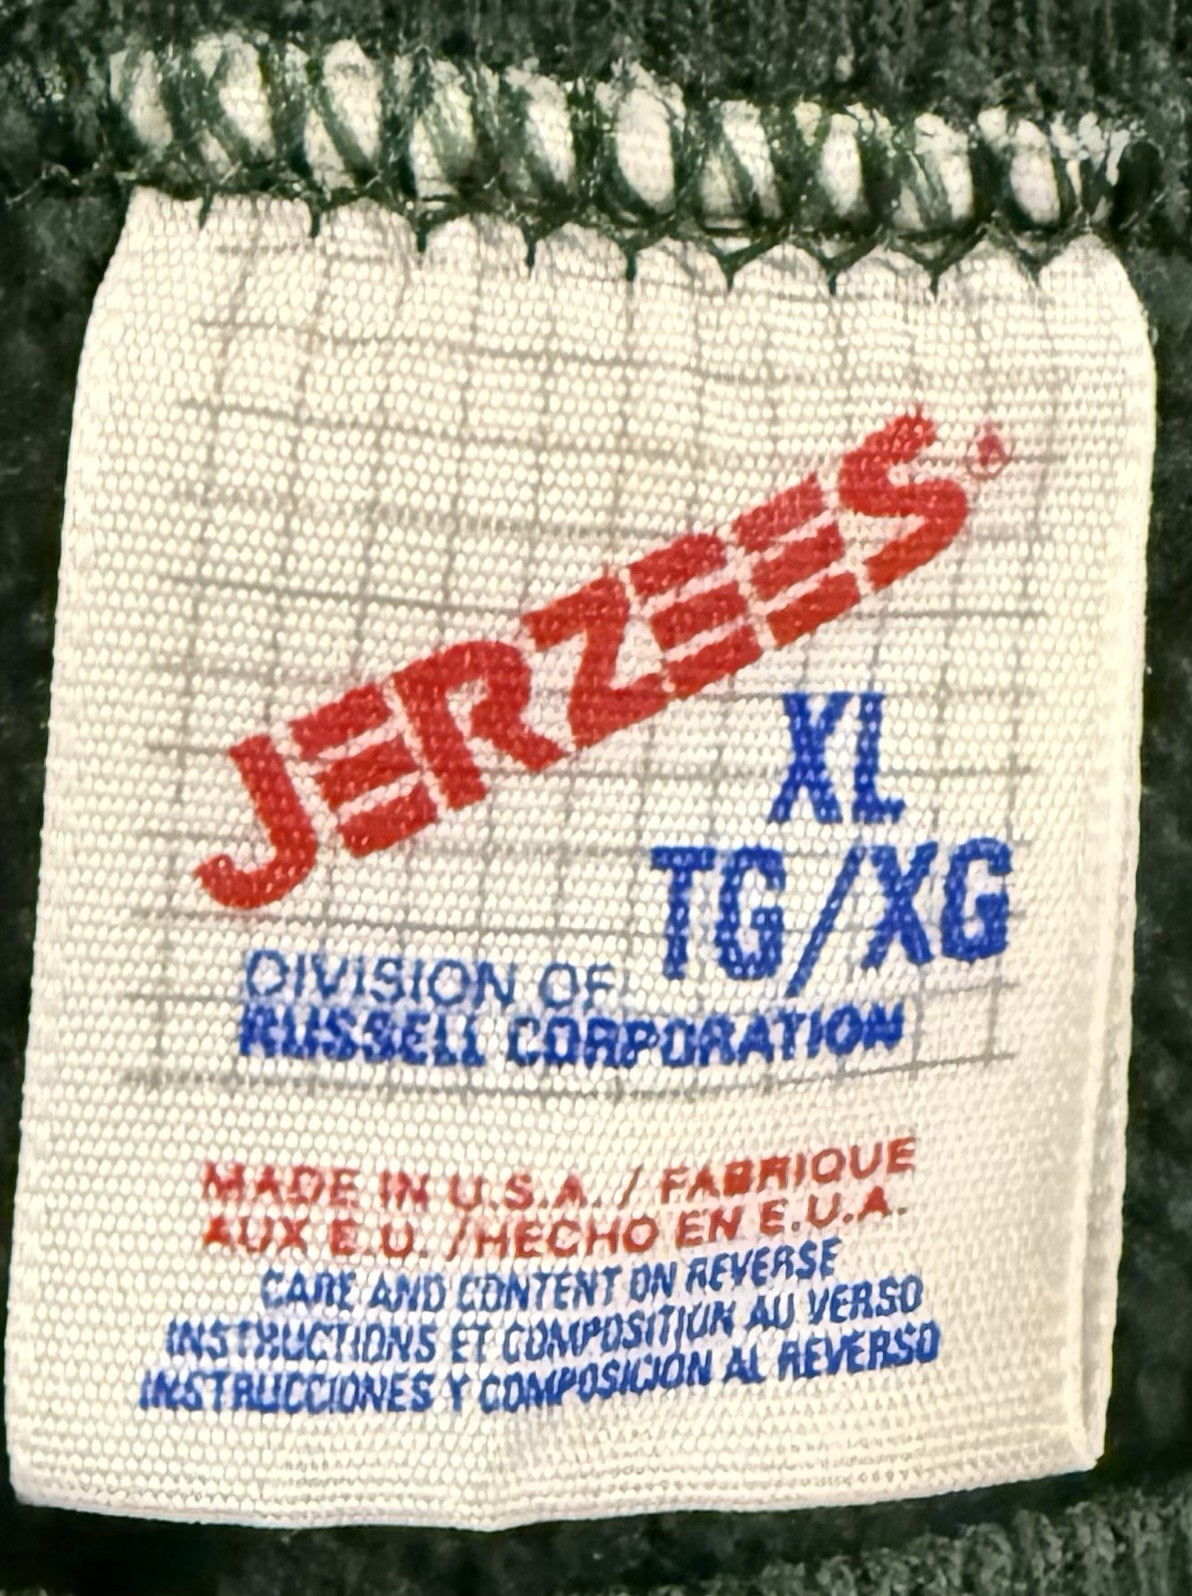 JERZEES®
XL
TG/XG
DIVISION OF
RUSSELL CORPORATION
MADE IN U.S.A. / FABRIQUE
AUX E.U. /HECHO EN E.U.A.
CARE AND CONTENT ON REVERSE
INSTRUCTIONS ET COMPOSITION AU VERSO
INSTRUCCIONES Y COMPOSICION AL REVERSO